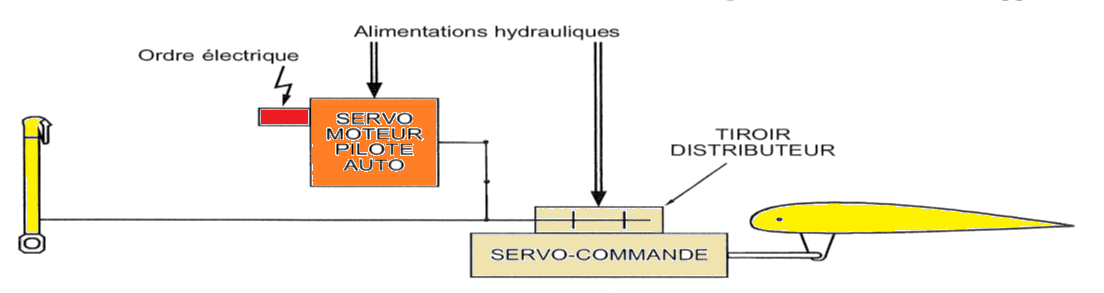 Alimentations hydrauliques
Ordre électrique
SERVO
MOTEUR
PILOTE
AUTO
TIROIR
DISTRIBUTEUR
SERVO-COMMANDE